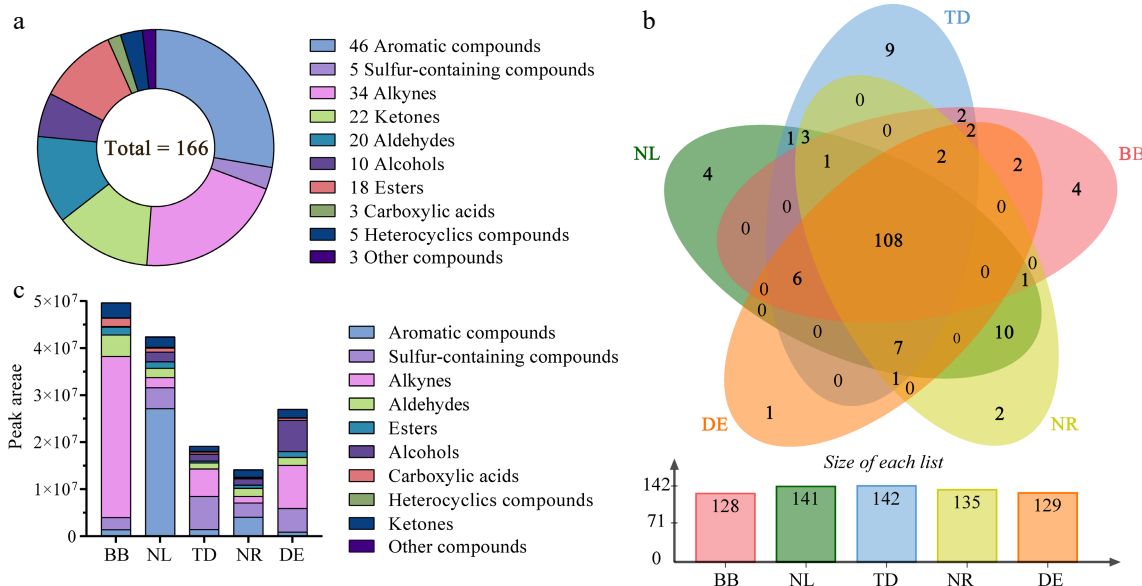 a
Total = 166
46 Aromatic compounds
5 Sulfur-containing compounds
34 Alkynes
22 Ketones
20 Aldehydes
10 Alcohols
18 Esters
3 Carboxylic acids
5 Heterocyclics compounds
3 Other compounds
b
TD
9
NL
BB
0
2
2
1
3
0
4
1
2
2
4
0
0
0
108
0
6
0
0
1
0
0
0
7
0
10
0
1
0
1
2
DE
NR
Size of each list
142
71
0
128
141
142
135
129
BB
NL
TD
NR
DE
c
Peak areae
5×10⁷
4×10⁷
3×10⁷
2×10⁷
1×10⁷
0
BB
NL
TD
NR
DE
Aromatic compounds
Sulfur-containing compounds
Alkynes
Aldehydes
Esters
Alcohols
Carboxylic acids
Heterocyclics compounds
Ketones
Other compounds